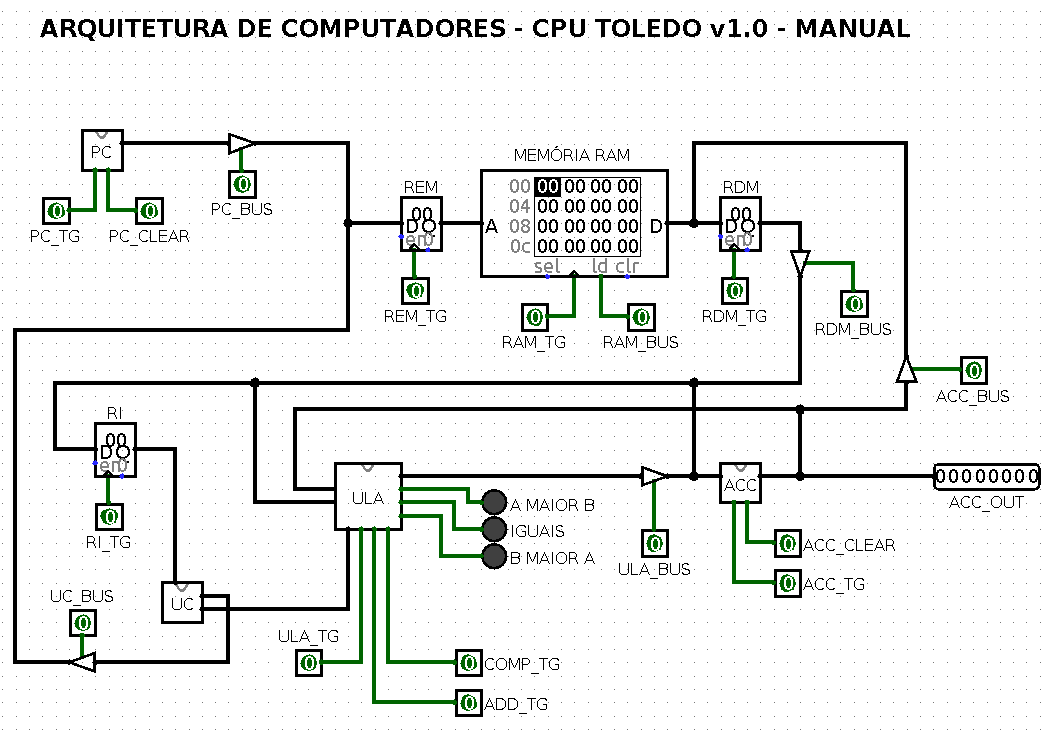 ARQUITETURA DE COMPUTADORES - CPU TOLEDO v1.0 - MANUAL
PC
0
PC_BUS
0
PC_TG
0
PC_CLEAR
REM
00
D Q
en 0
0
REM_TG
MEMÓRIA RAM
A
00 00 00 00 00
04 00 00 00 00
08 00 00 00 00
0c 00 00 00 00
D
sel ld clr
0
RAM_TG
0
RAM_BUS
RDM
00
D Q
en 0
0
RDM_TG
0
RDM_BUS
0
ACC_BUS
RI
00
D Q
en 0
0
RI_TG
ULA
A MAIOR B
IGUAIS
B MAIOR A
0
ULA_BUS
ACC
00000000
ACC_OUT
0
ACC_CLEAR
0
ACC_TG
UC_BUS
0
UC
ULA_TG
0
0
COMP_TG
0
ADD_TG